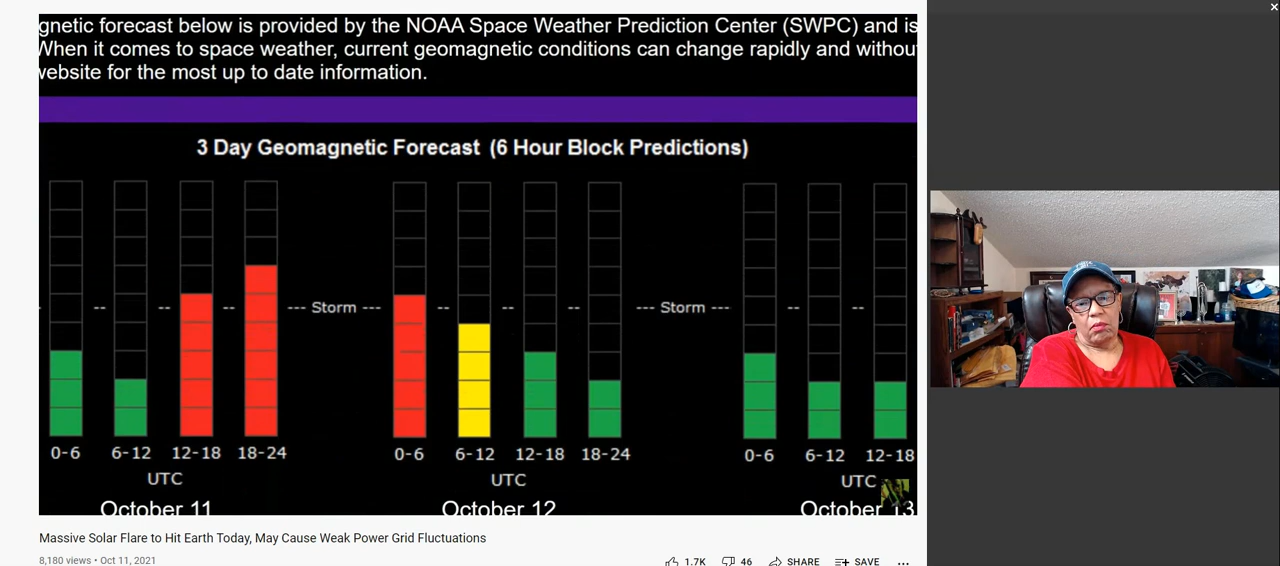 gnetic forecast below is provided by the NOAA Space Weather Prediction Center (SWPC) and is
When it comes to space weather, current geomagnetic conditions can change rapidly and withou
website for the most up to date information.
3 Day Geomagnetic Forecast (6 Hour Block Predictions)
-- -- -- --- Storm --- -- -- -- --- Storm --- -- --
0-6 6-12 12-18 18-24 0-6 6-12 12-18 18-24 0-6 6-12 12-18
UTC UTC UTC
October 11 October 12 October 13
Massive Solar Flare to Hit Earth Today, May Cause Weak Power Grid Fluctuations
8,180 views • Oct 11, 2021 1.7K 46 SHARE SAVE ...